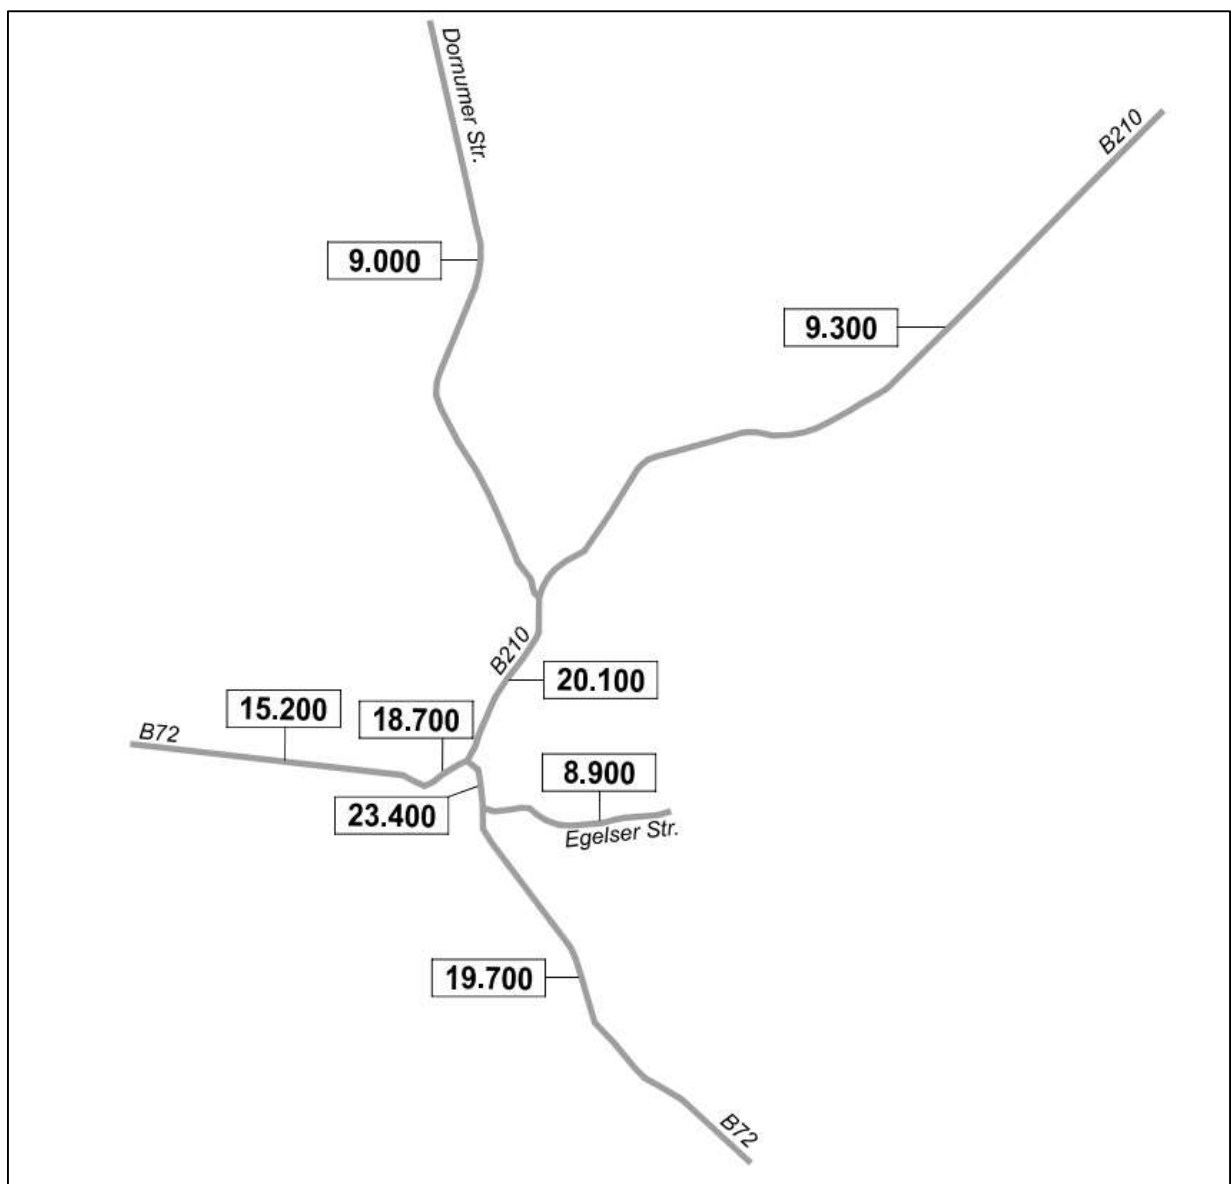 Dornumer Str.
B210
9.000
9.300
B210
20.100
15.200
18.700
B72
8.900
23.400
Egelser Str.
19.700
B72